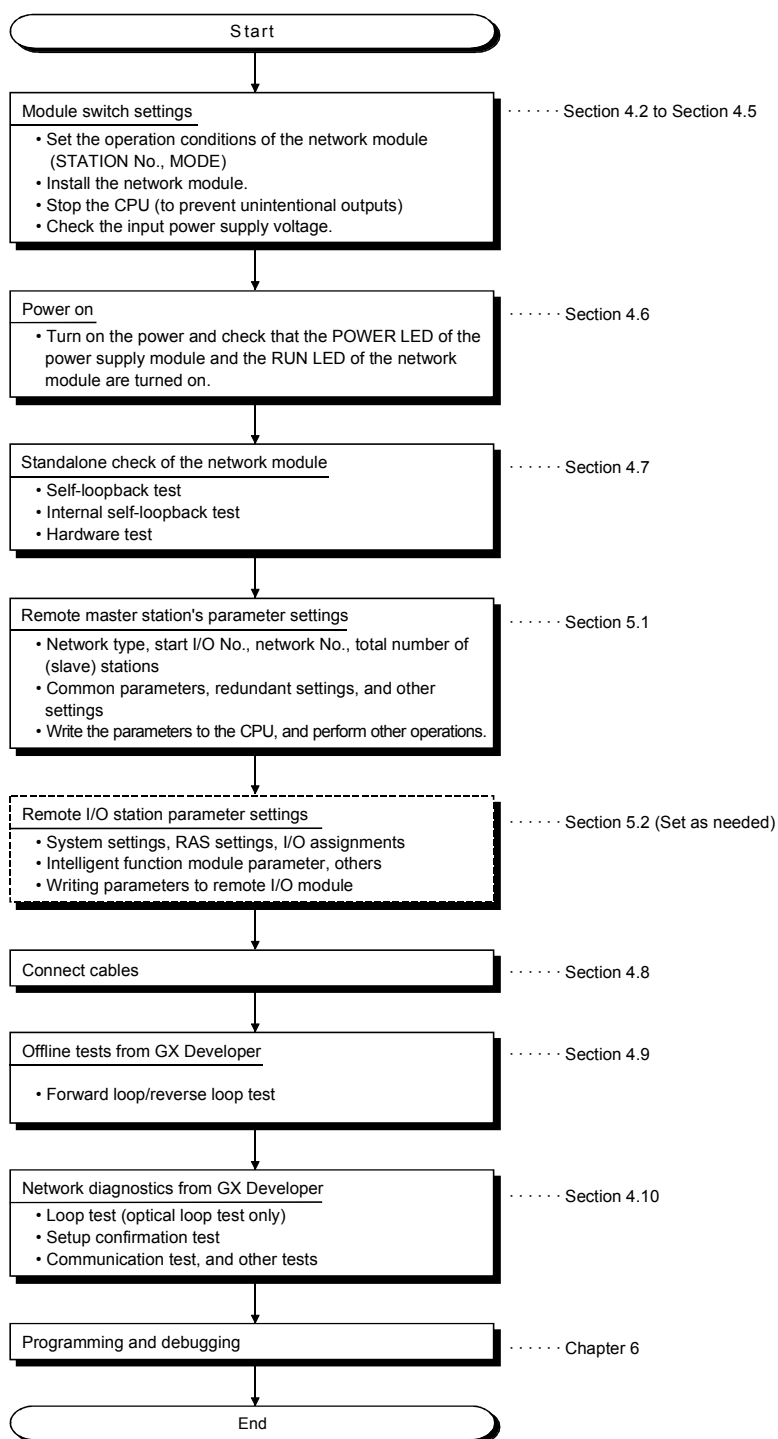 Start
Module switch settings
· · · · · · Section 4.2 to Section 4.5
• Set the operation conditions of the network module
(STATION No., MODE)
• Install the network module.
• Stop the CPU (to prevent unintentional outputs)
• Check the input power supply voltage.
Power on
· · · · · · Section 4.6
• Turn on the power and check that the POWER LED of the
power supply module and the RUN LED of the network
module are turned on.
Standalone check of the network module
· · · · · · Section 4.7
• Self-loopback test
• Internal self-loopback test
• Hardware test
Remote master station's parameter settings
· · · · · · Section 5.1
• Network type, start I/O No., network No., total number of
(slave) stations
• Common parameters, redundant settings, and other
settings
• Write the parameters to the CPU, and perform other operations.
Remote I/O station parameter settings
· · · · · · Section 5.2 (Set as needed)
• System settings, RAS settings, I/O assignments
• Intelligent function module parameter, others
• Writing parameters to remote I/O module
Connect cables
· · · · · · Section 4.8
Offline tests from GX Developer
· · · · · · Section 4.9
• Forward loop/reverse loop test
Network diagnostics from GX Developer
· · · · · · Section 4.10
• Loop test (optical loop test only)
• Setup confirmation test
• Communication test, and other tests
Programming and debugging
· · · · · · Chapter 6
End